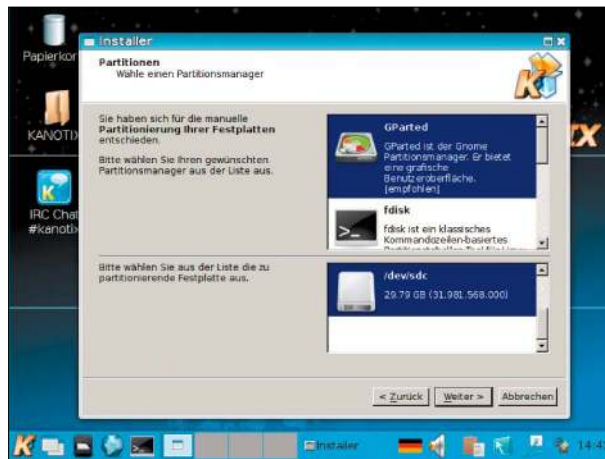 Installer
Papierkor
Partitionen
Wähle einen Partitionsmanager
KANOTIX
Sie haben sich für die manuelle
Partitionierung Ihrer Festplatten
entschieden.
Bitte wählen Sie Ihren gewünschten
Partitionsmanager aus der Liste aus.
GParted
GParted ist der Gnome
Partitionsmanager. Er bietet
eine grafische
Benutzeroberfläche.
[empfohlen]
fdisk
fdisk ist ein klassisches
Kommandozeilen-basiertes
IX
IRC Chat
#kanotix
Bitte wählen Sie aus der Liste die zu
partitionierende Festplatte aus.
/dev/sdc
29.79 GB (31.981.568.000)
< Zurück
Weiter >
Abbrechen
Installer